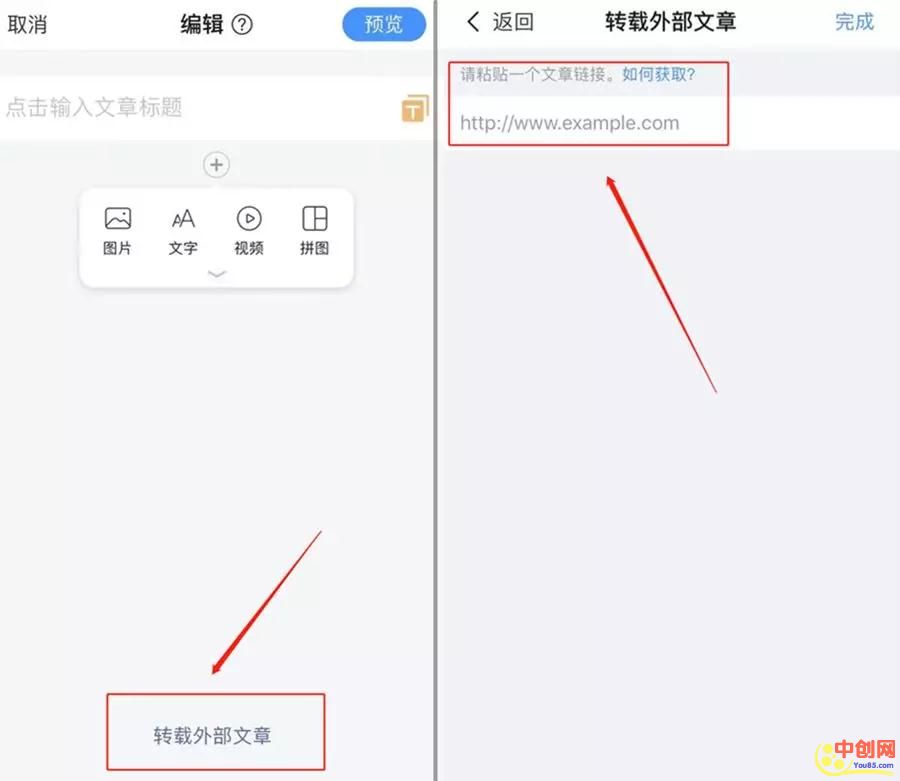 取消 编辑 ? 预览
点击输入文章标题
T
图片 文字 视频 拼图
转载外部文章
返回 转载外部文章 完成
请粘贴一个文章链接。如何获取?
http://www.example.com
中创网
You85.com